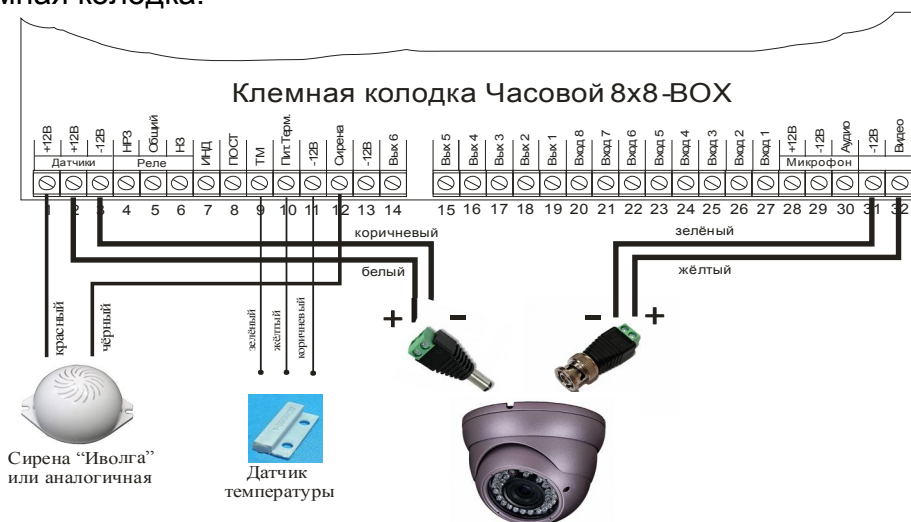 мная колодка.
Клемная колодка Часовой 8х8-BOX
+12В +12В -12В НРЗ Общий НЗ ИНД ПОСТ ТМ Пит.Терм. -12В Сирена -12В Вых 6 Вых 5 Вых 4 Вых 3 Вых 2 Вых 1 Вход 8 Вход 7 Вход 6 Вход 5 Вход 4 Вход 3 Вход 2 Вход 1 +12В -12В Аудио -12В Видео
Датчики Реле Микрофон
1 2 3 4 5 6 7 8 9 10 11 12 13 14 15 16 17 18 19 20 21 22 23 24 25 26 27 28 29 30 31 32
коричневый зелёный
белый жёлтый
красный чёрный зелёный жёлтый коричневый
+ - - +
Сирена “Иволга”
или аналогичная
Датчик
температуры